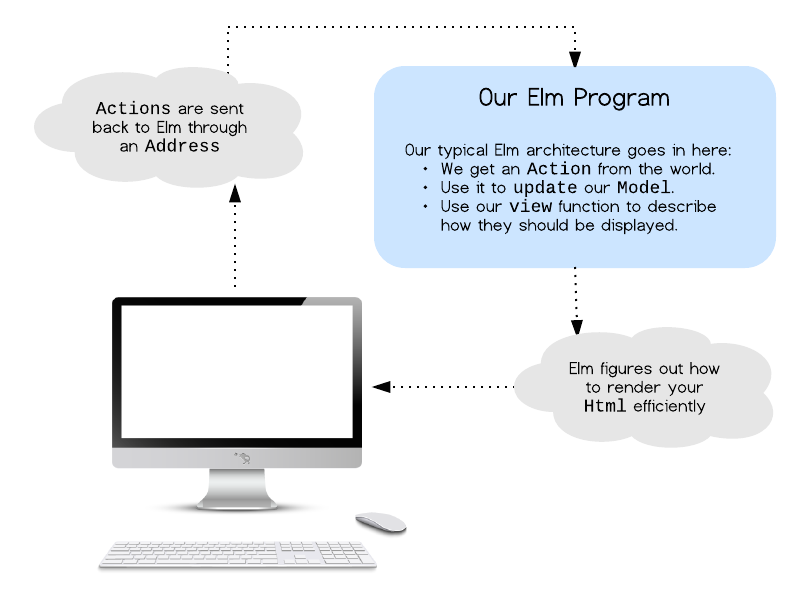 Actions are sent
back to Elm through
an Address
Our Elm Program
Our typical Elm architecture goes in here:
• We get an Action from the world.
• Use it to update our Model.
• Use our view function to describe
how they should be displayed.
Elm figures out how
to render your
Html efficiently